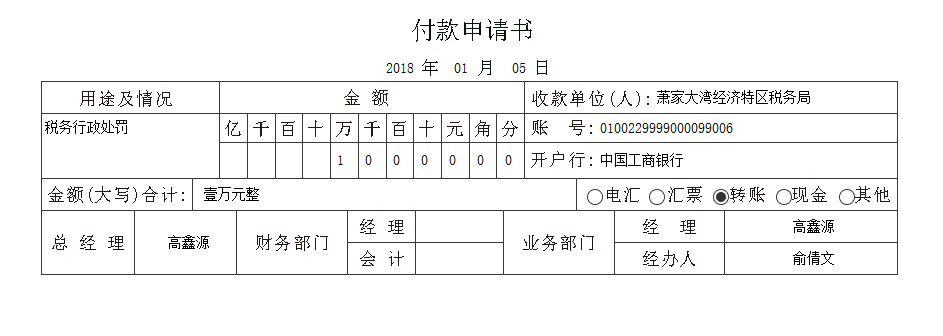 付款申请书
2018 年 01 月 05 日
用途及情况 金 额 收款单位(人): 萧家大湾经济特区税务局
税务行政处罚 亿 千 百 十 万 千 百 十 元 角 分 账 号: 0100229999000099006
1 0 0 0 0 0 0 开户行: 中国工商银行
金额(大写)合计: 壹万元整 电汇 汇票 转账 现金 其他
总 经 理 高鑫源 财务部门 经 理 业务部门 经 理 高鑫源
会 计 经办人 俞倩文